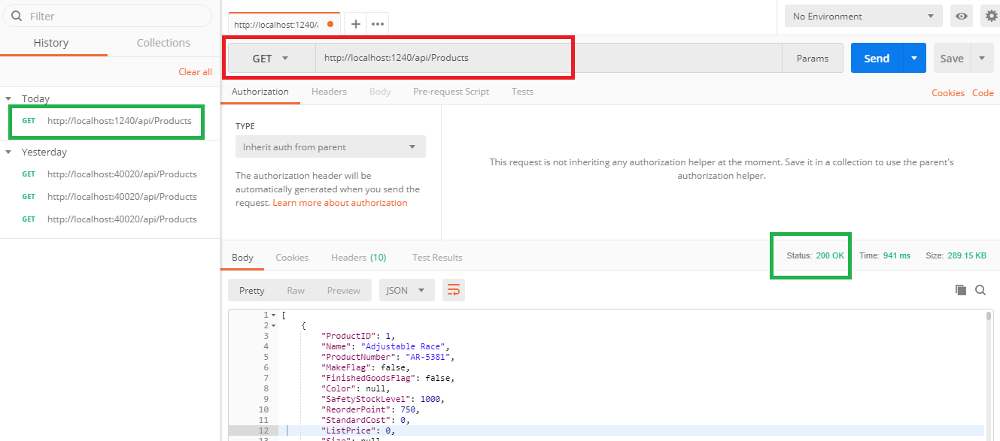 Filter
History Collections
Clear all
Today
GET http://localhost:1240/api/Products
Yesterday
GET http://localhost:40020/api/Products
GET http://localhost:40020/api/Products
GET http://localhost:40020/api/Products
http://localhost:1240/
No Environment
GET http://localhost:1240/api/Products Params Send Save
Authorization Headers Body Pre-request Script Tests Cookies Code
TYPE
Inherit auth from parent
The authorization header will be
automatically generated when you send the
request. Learn more about authorization
This request is not inheriting any authorization helper at the moment. Save it in a collection to use the parent's
authorization helper.
Body Cookies Headers (10) Test Results Status: 200 OK Time: 941 ms Size: 289.15 KB
Pretty Raw Preview JSON
1 [
2 {
3 "ProductID": 1,
4 "Name": "Adjustable Race",
5 "ProductNumber": "AR-5381",
6 "MakeFlag": false,
7 "FinishedGoodsFlag": false,
8 "Color": null,
9 "SafetyStockLevel": 1000,
10 "ReorderPoint": 750,
11 "StandardCost": 0,
12 "ListPrice": 0,
13 "Size": null,